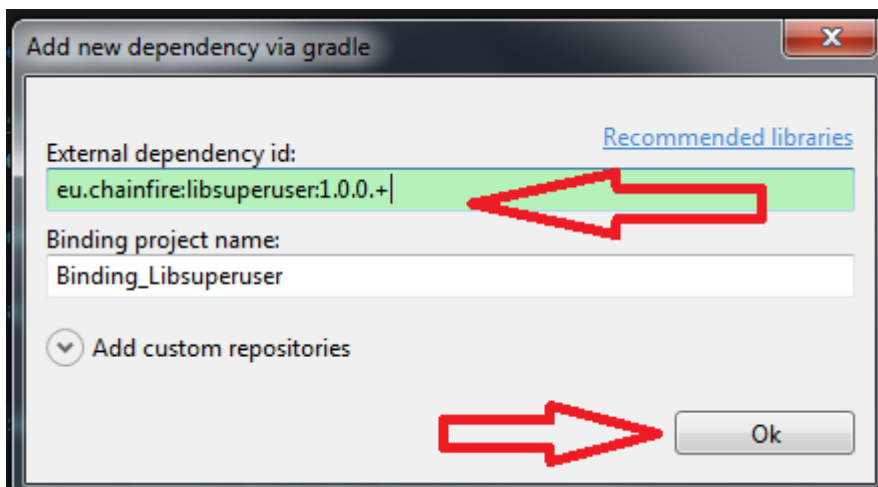 Add new dependency via gradle
Recommended libraries
External dependency id:
eu.chainfire:libsuperuser:1.0.0.+
Binding project name:
Binding_Libsuperuser
Add custom repositories
Ok